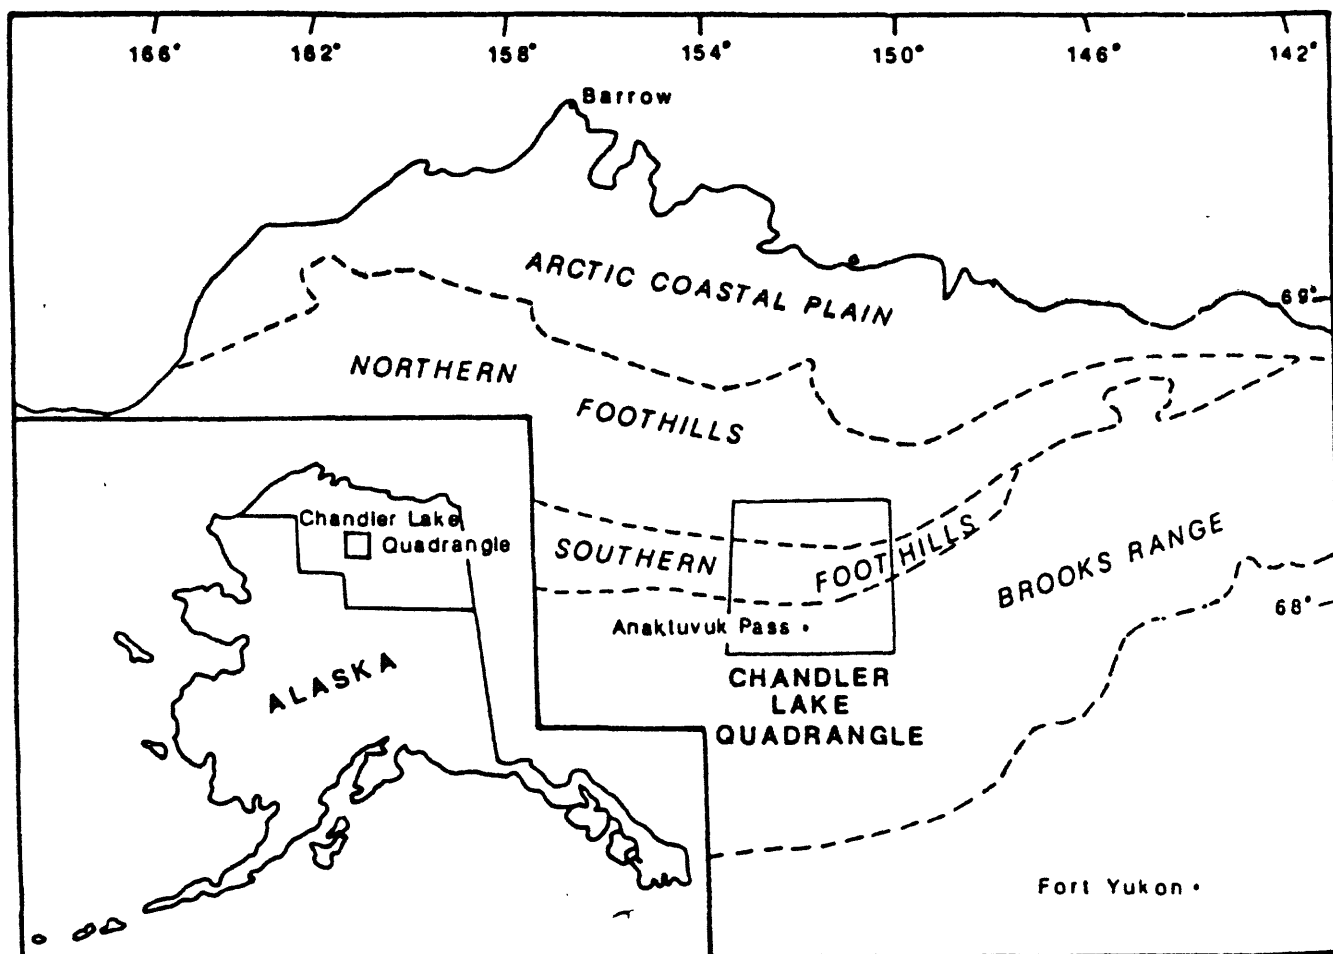 166° 162° 158° 154° 150° 146° 142°
Barrow
ARCTIC COASTAL PLAIN
69°
NORTHERN
FOOTHILLS
Chandler Lake
Quadrangle
SOUTHERN
FOOTHILLS
BROOKS RANGE
68°
Anaktuvuk Pass
ALASKA
CHANDLER
LAKE
QUADRANGLE
Fort Yukon